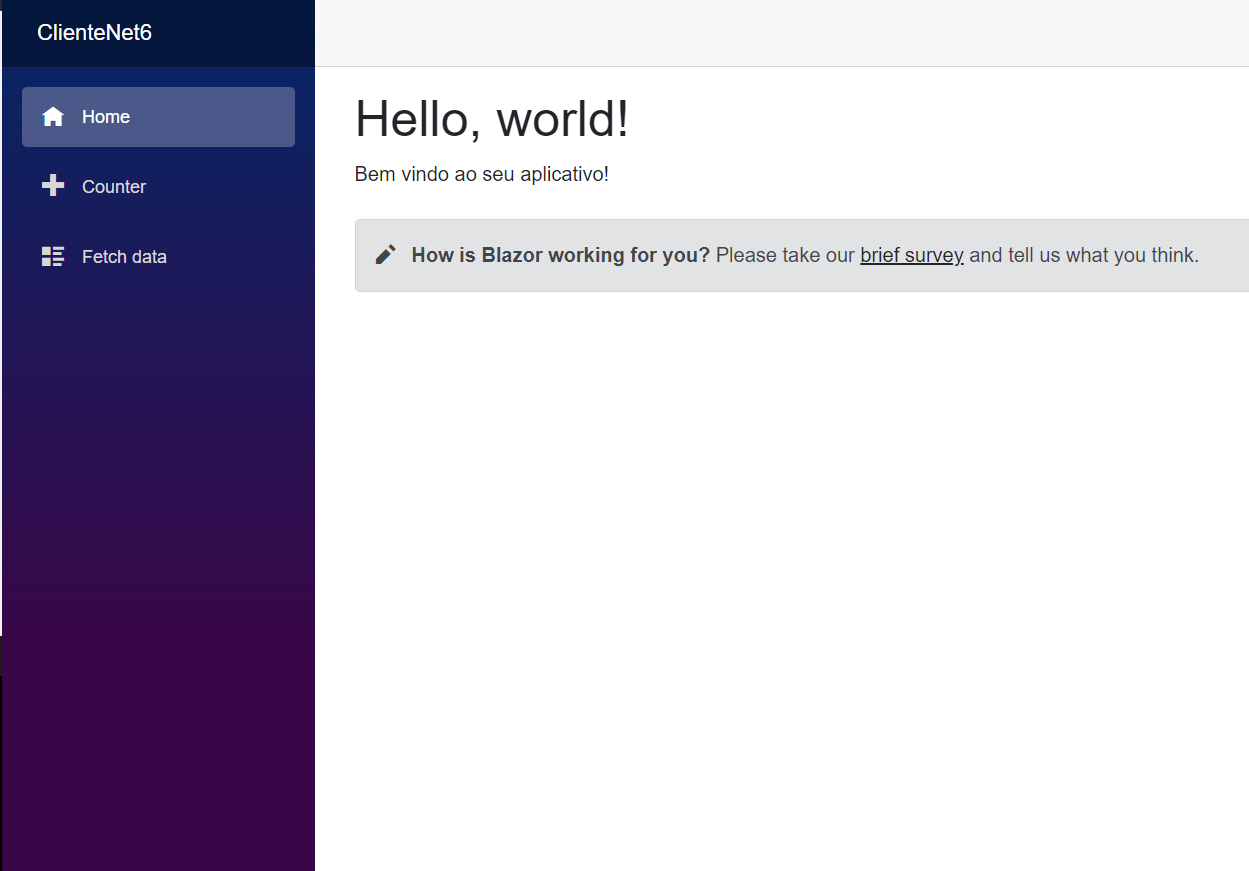 ClienteNet6
Home
Counter
Fetch data
Hello, world!
Bem vindo ao seu aplicativo!
How is Blazor working for you? Please take our brief survey and tell us what you think.